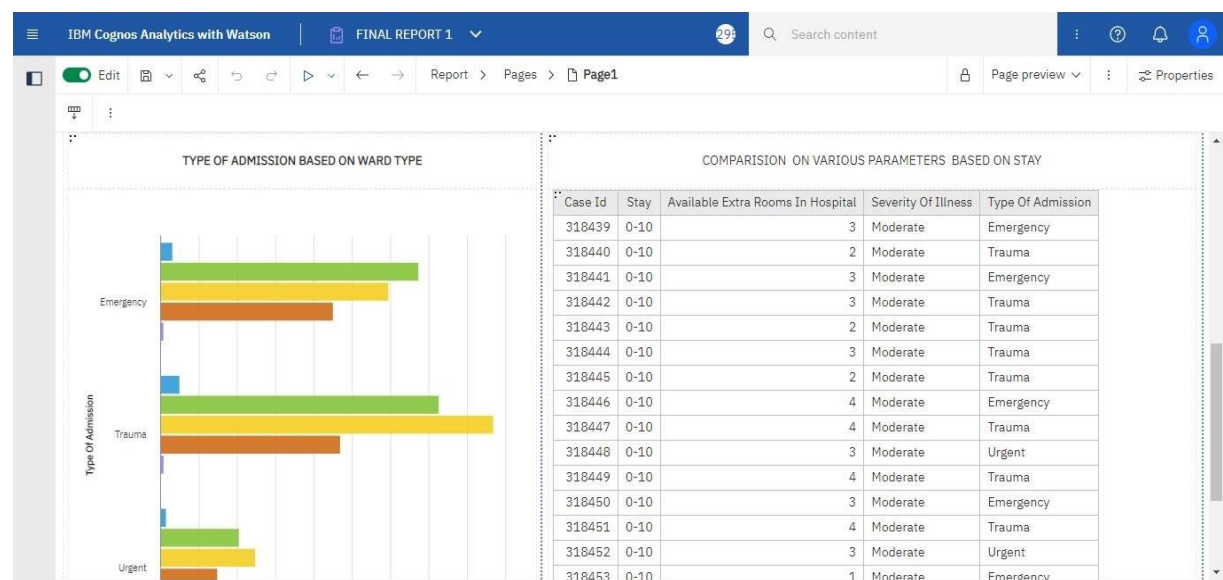 IBM Cognos Analytics with Watson
FINAL REPORT 1
295
Search content
Edit
Report > Pages > Page1
Page preview
Properties
TYPE OF ADMISSION BASED ON WARD TYPE
Emergency
Trauma
Urgent
Type Of Admission
COMPARISION ON VARIOUS PARAMETERS BASED ON STAY
Case Id Stay Available Extra Rooms In Hospital Severity Of Illness Type Of Admission
318439 0-10 3 Moderate Emergency
318440 0-10 2 Moderate Trauma
318441 0-10 3 Moderate Emergency
318442 0-10 3 Moderate Trauma
318443 0-10 2 Moderate Trauma
318444 0-10 3 Moderate Trauma
318445 0-10 2 Moderate Trauma
318446 0-10 4 Moderate Emergency
318447 0-10 4 Moderate Trauma
318448 0-10 3 Moderate Urgent
318449 0-10 4 Moderate Trauma
318450 0-10 3 Moderate Emergency
318451 0-10 4 Moderate Trauma
318452 0-10 3 Moderate Urgent
318453 0-10 1 Moderate Emergency